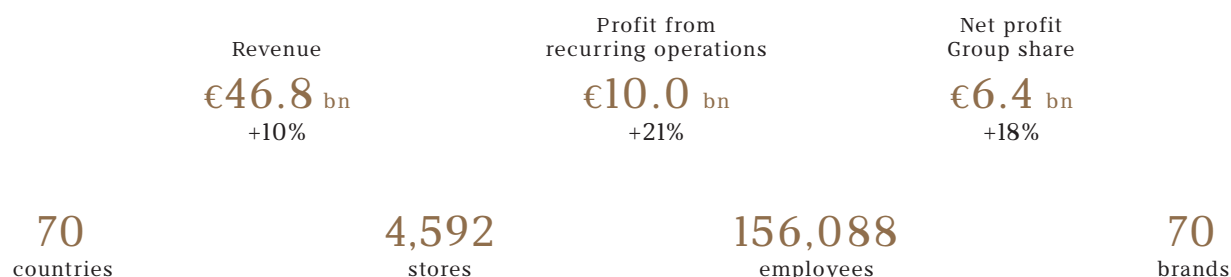 Revenue
€46.8 bn
+10%
Profit from
recurring operations
€10.0 bn
+21%
Net profit
Group share
€6.4 bn
+18%
70
countries
4,592
stores
156,088
employees
70
brands